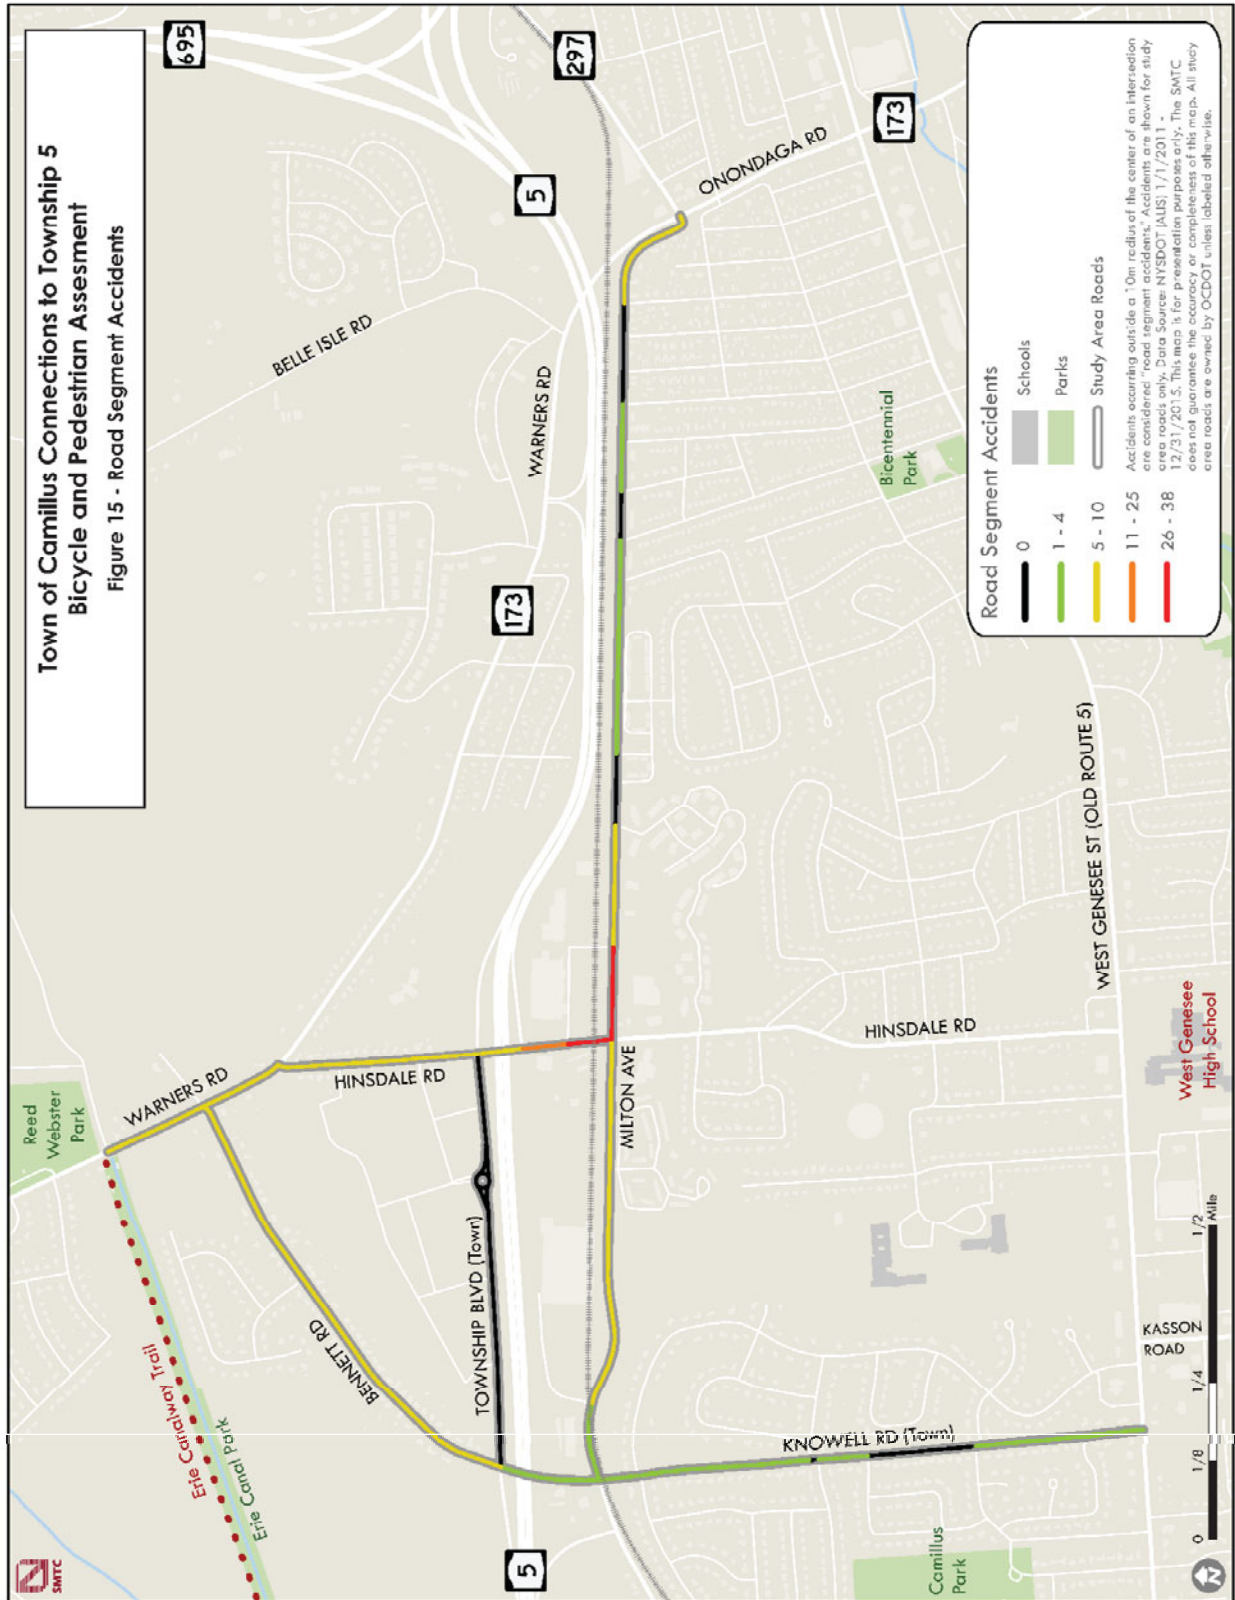 Town of Camillus Connections to Township 5
Bicycle and Pedestrian Assesment
Figure 15 - Road Segment Accidents
695
297
5
173
173
5
BELLE ISLE RD
WARNERS RD
ONONDAGA RD
Bicentennial
Park
Reed
Webster
Park
WARNERS RD
HINSDALE RD
HINSDALE RD
MILTON AVE
WEST GENESEE ST (OLD ROUTE 5)
West Genesee
High School
TOWNSHIP BLVD (Town)
BENNETT RD
Erie Canalway Trail
Erie Canal Park
KNOWELL RD (Town)
KASSON
ROAD
Camillus
Park
SMTC
Road Segment Accidents
0
1 - 4
5 - 10
11 - 25
26 - 38
Schools
Parks
Study Area Roads
Accidents occurring outside a 10m radius of the center of an intersection
are considered "road segment accidents." Accidents are shown for study
area roads only. Data Source: NYSDOT (ALIS) 1/1/2011 -
12/31/2015. This map is for presentation purposes only. The SMTC
does not guarantee the accuracy or completeness of this map. All study
area roads are owned by OCDOT unless labeled otherwise.
N
0 1/8 1/4 1/2
Mile